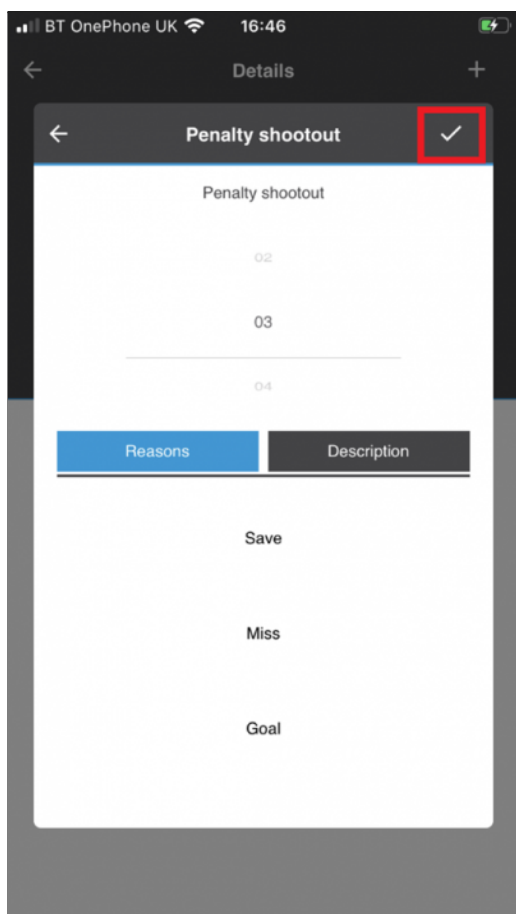 BT OnePhone UK 16:46
Details
Penalty shootout
Penalty shootout
02
03
04
Reasons Description
Save
Miss
Goal